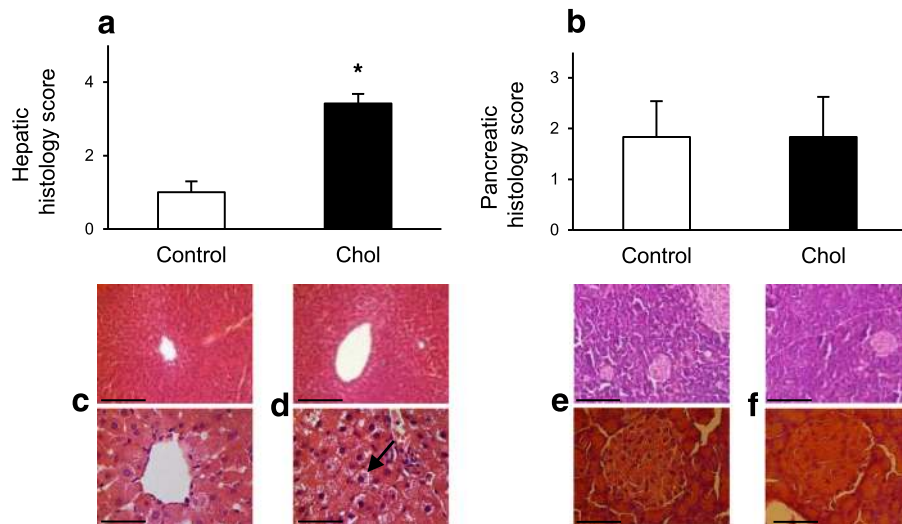 a
Hepatic
histology score
4
2
0
*
Control
Chol
b
Pancreatic
histology score
3
2
1
0
Control
Chol
c
d
e
f